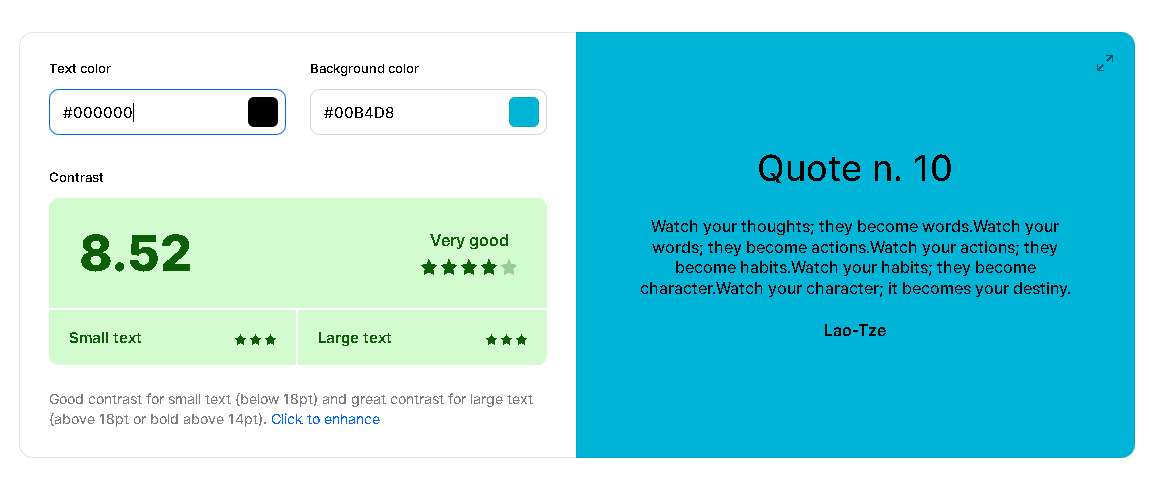 Text color
Background color
#000000
#00B4D8
Contrast
8.52
Very good
Small text
Large text
Good contrast for small text (below 18pt) and great contrast for large text
(above 18pt or bold above 14pt). Click to enhance
Quote n. 10
Watch your thoughts; they become words.Watch your
words; they become actions.Watch your actions; they
become habits.Watch your habits; they become
character.Watch your character; it becomes your destiny.
Lao-Tze